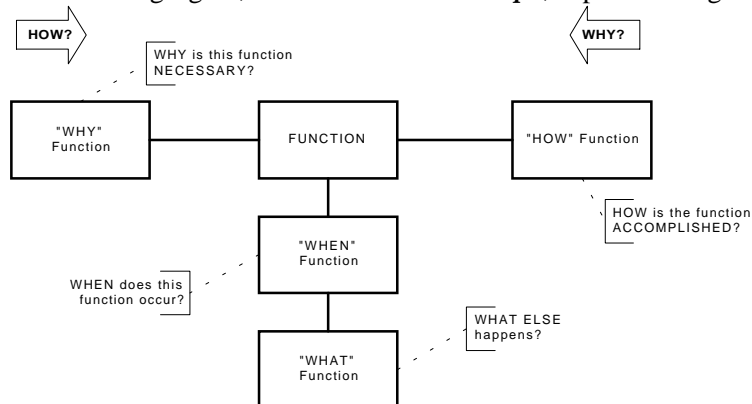 HOW?
WHY?
WHY is this function
NECESSARY?
"WHY"
Function
FUNCTION
"HOW" Function
HOW is the function
ACCOMPLISHED?
"WHEN"
Function
WHEN does this
function occur?
WHAT ELSE
happens?
"WHAT"
Function